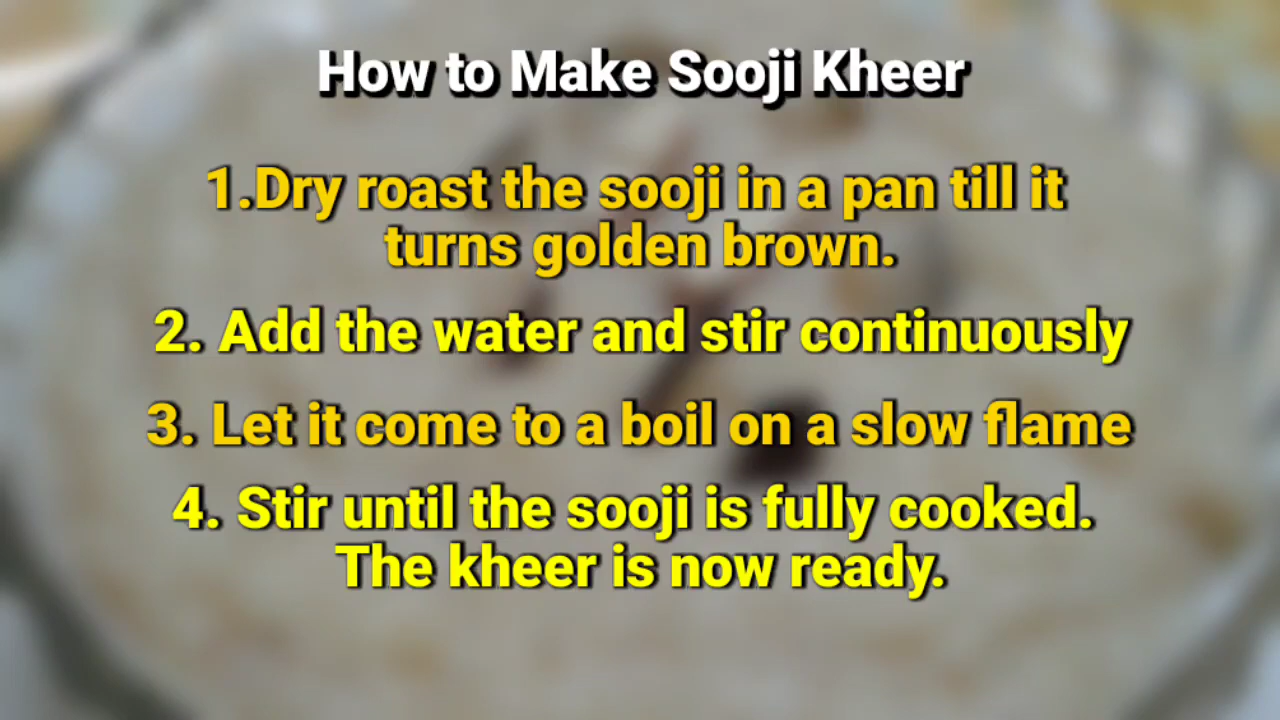 How to Make Sooji Kheer
1.Dry roast the sooji in a pan till it
turns golden brown.
2. Add the water and stir continuously
3. Let it come to a boil on a slow flame
4. Stir until the sooji is fully cooked.
The kheer is now ready.